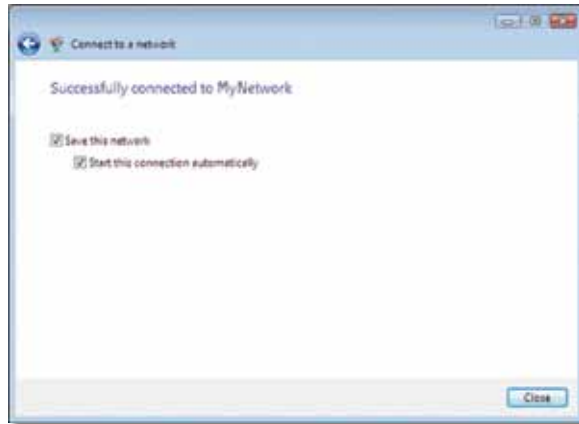 Connect to a network
Successfully connected to MyNetwork
Save this network
Start this connection automatically
Close